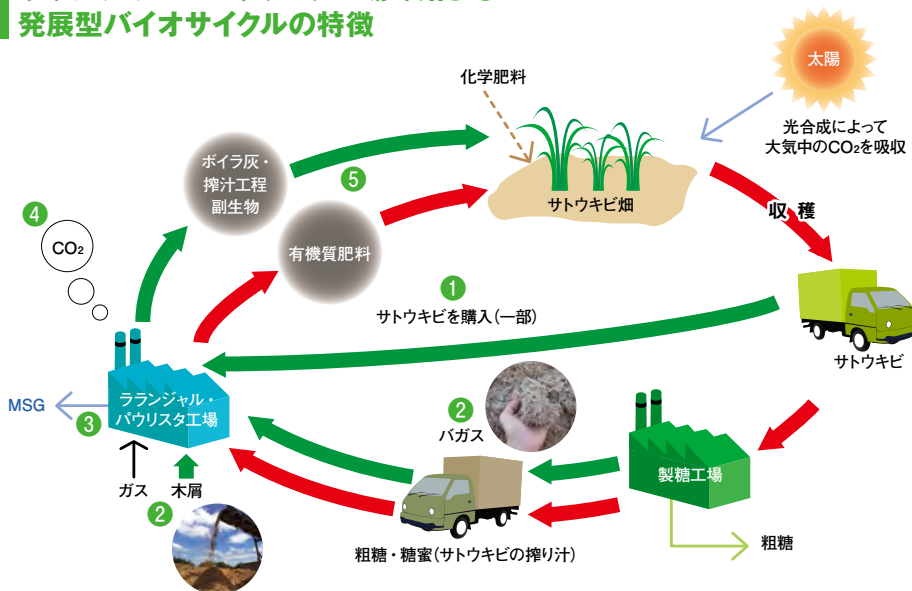 発展型バイオサイクルの特徴
太陽
化学肥料
光合成によって
大気中のCO₂を吸収
ボイラ灰・
搾汁工程
副生物
5
サトウキビ畑
収穫
4
CO₂
有機質肥料
1
サトウキビを購入(一部)
サトウキビ
MSG
3
ラランジャル・
パウリスタ工場
2
バガス
製糖工場
ガス
木屑
2
粗糖・糖蜜(サトウキビの搾り汁)
粗糖